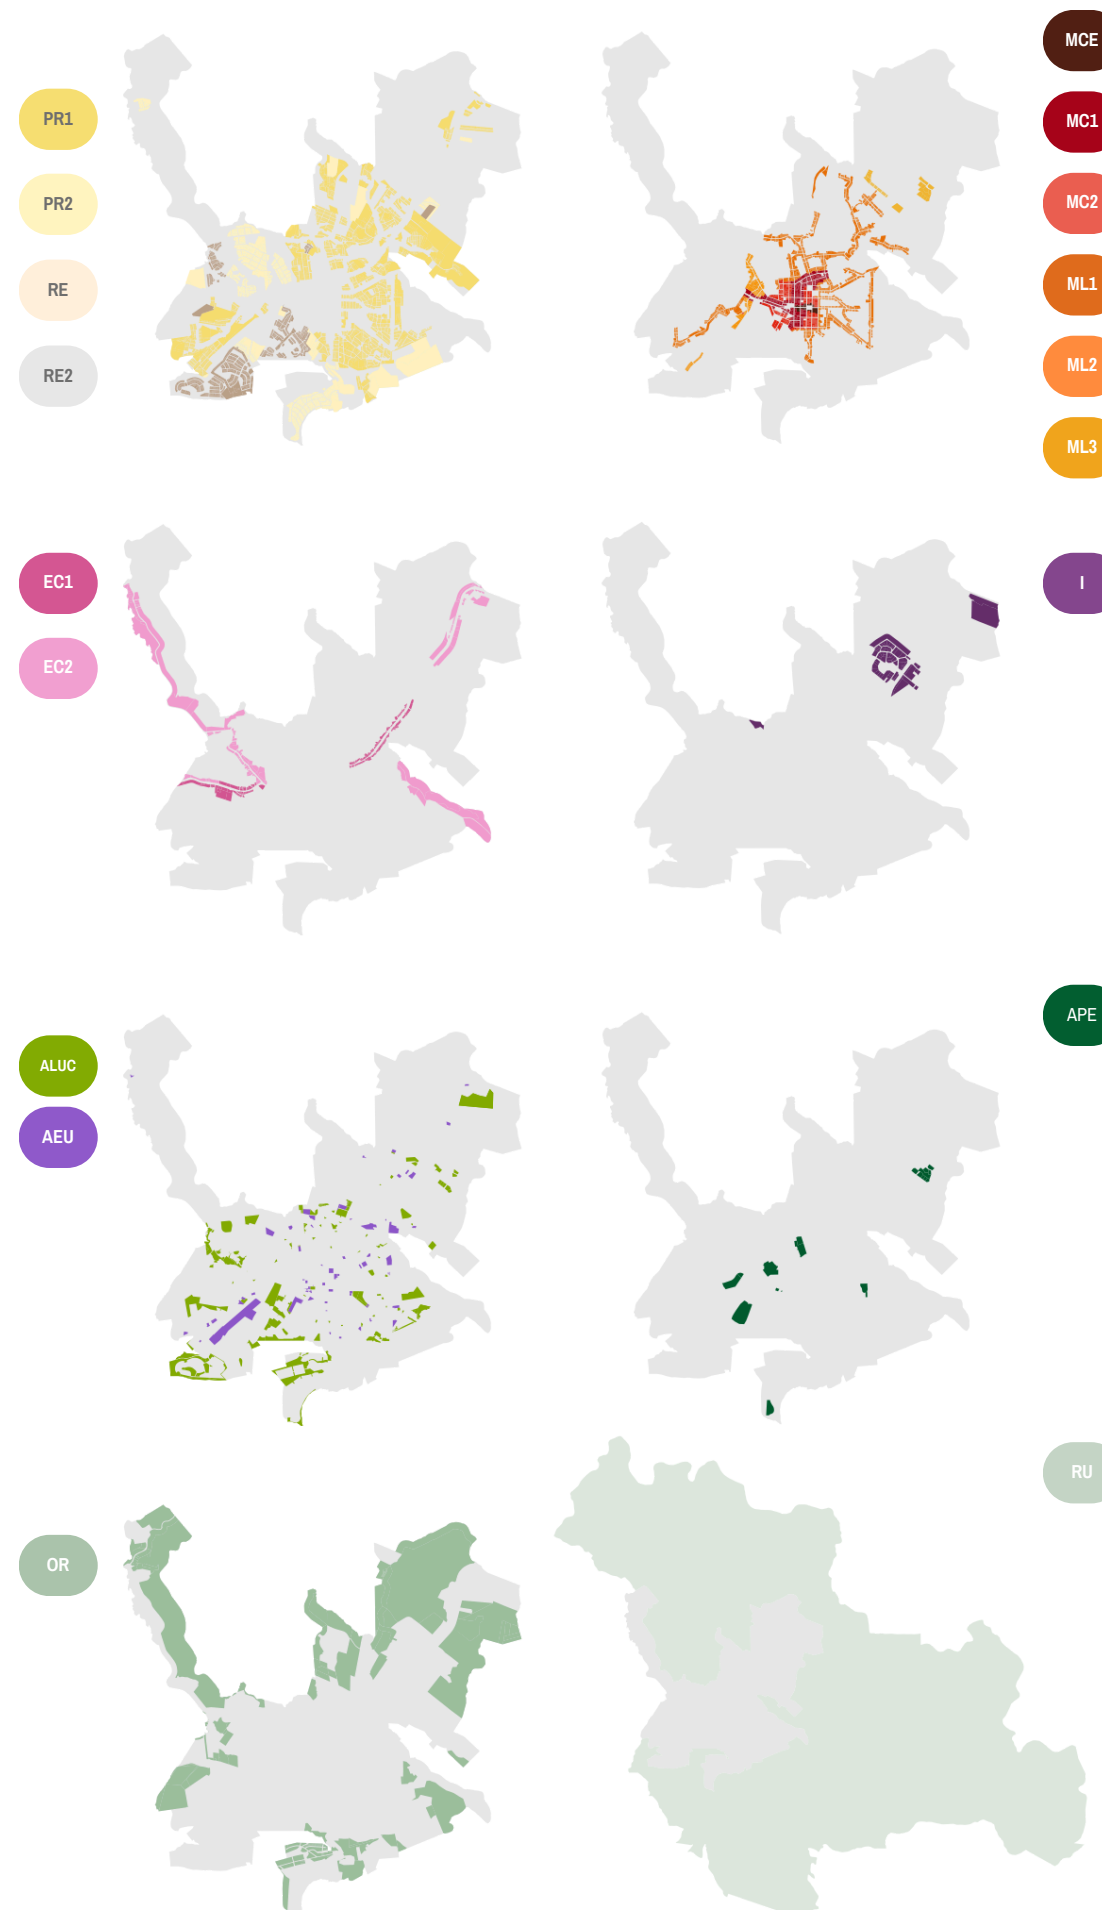 PR1
PR2
RE
RE2
MCE
MC1
MC2
ML1
ML2
ML3
EC1
EC2
I
ALUC
AEU
APE
OR
RU